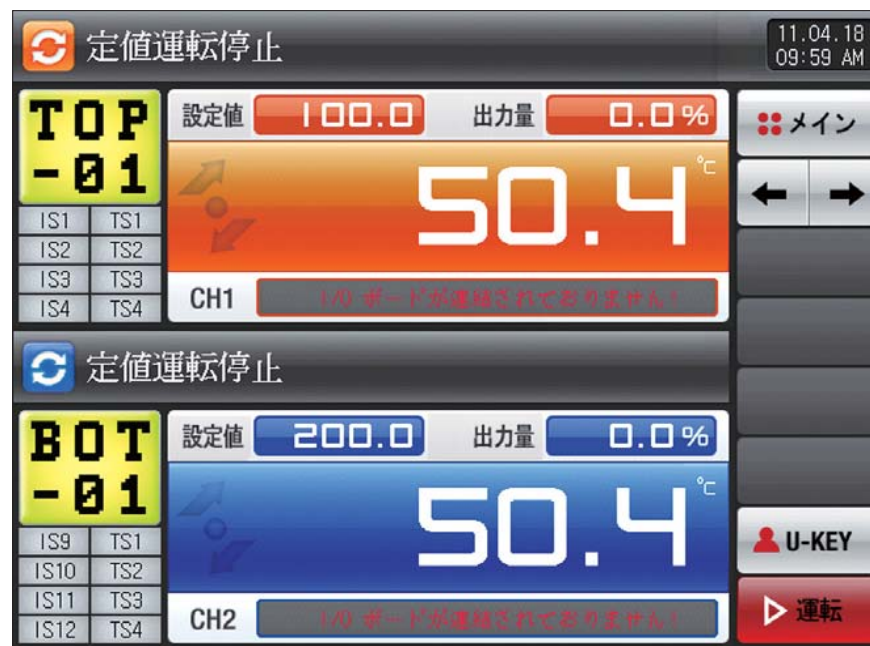 定値運転停止
11.04.18
09:59 AM
TOP
-01
設定値 100.0 出力量 0.0%
メイン
50.4 ℃
IS1 TS1
IS2 TS2
IS3 TS3
IS4 TS4
CH1 I/O ボードが連結されておりません!
定値運転停止
BOT
-01
設定値 200.0 出力量 0.0%
50.4 ℃
IS9 TS1
IS10 TS2
IS11 TS3
IS12 TS4
CH2 I/O ボードが連結されておりません!
U-KEY
運転